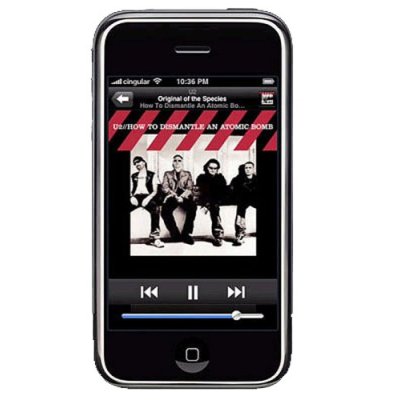 cingular 10:36 PM
U2
Original of the Species
How To Dismantle An Atomic Bo...
U2//HOW TO DISMANTLE AN ATOMIC BOMB